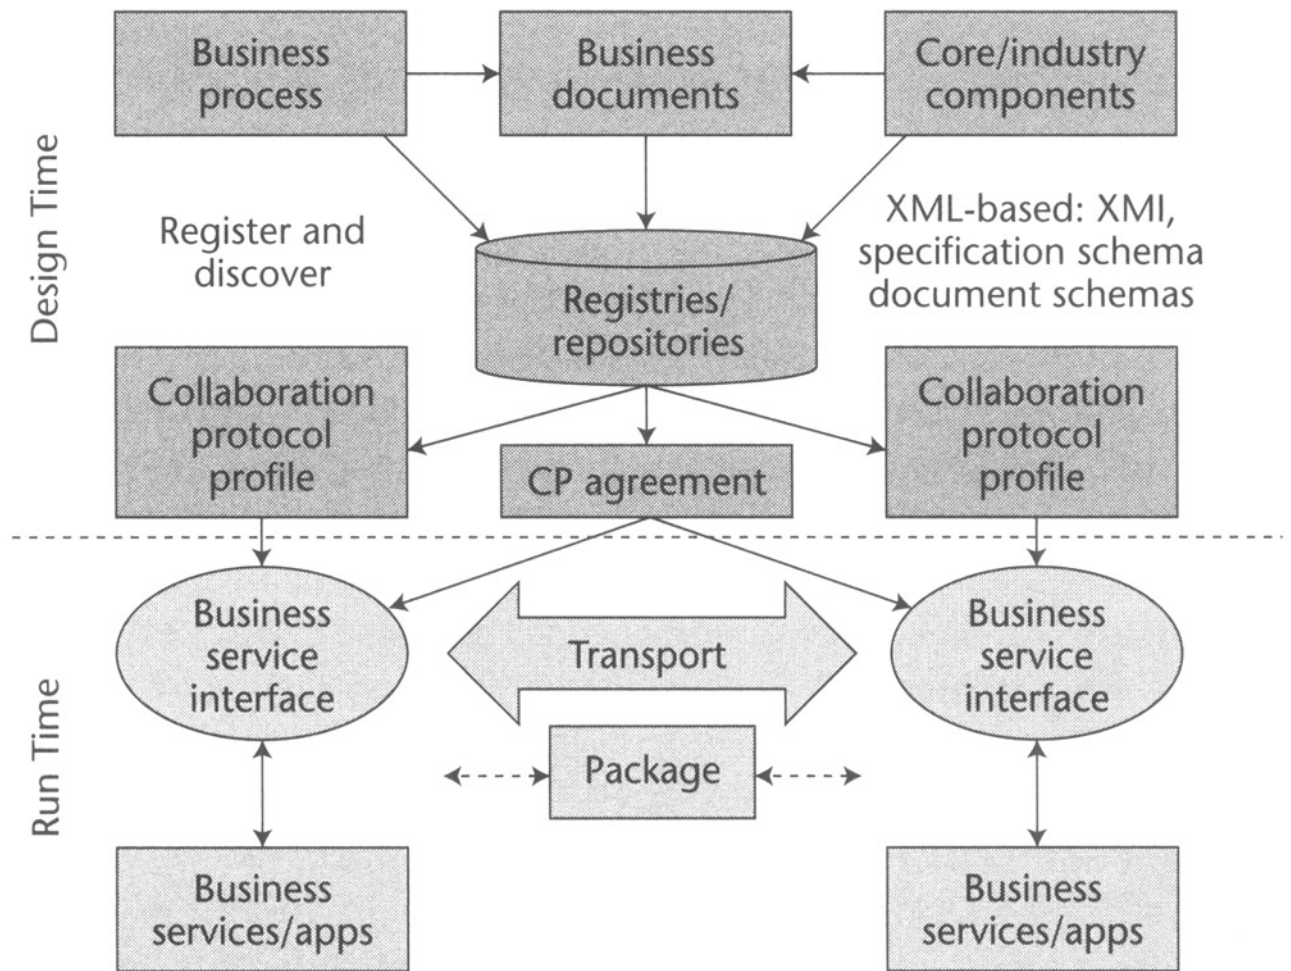 Business
process
Business
documents
Core/industry
components
Design Time
Register and
discover
XML-based: XMI,
specification schema
document schemas
Registries/
repositories
Collaboration
protocol
profile
CP agreement
Collaboration
protocol
profile
Run Time
Business
service
interface
Transport
Business
service
interface
Package
Business
services/apps
Business
services/apps